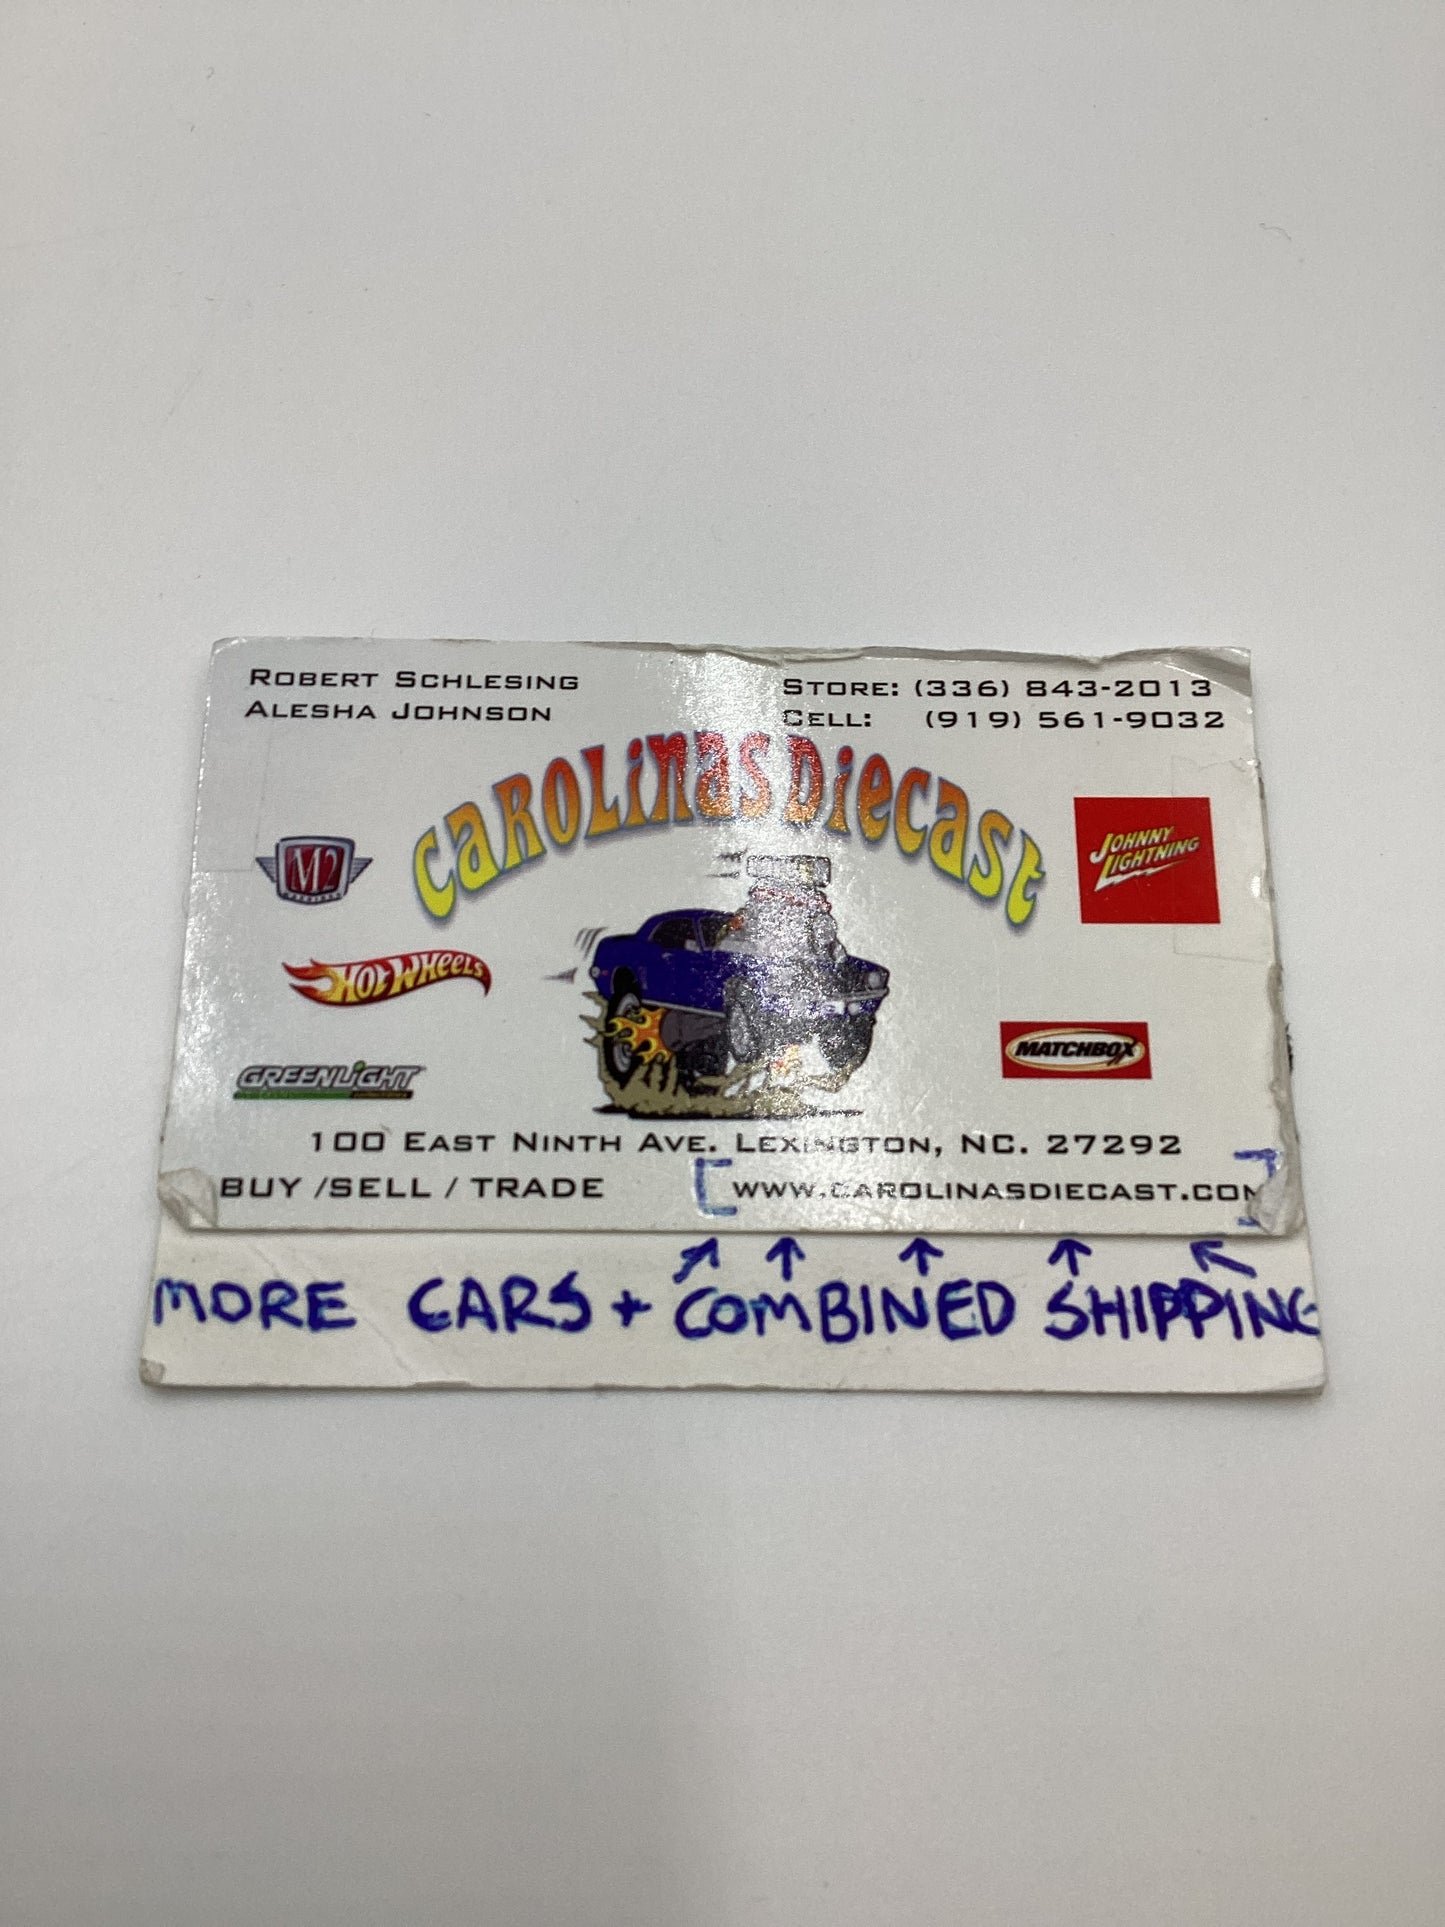 ROBERT SCHLESING
ALESHA JOHNSON
STORE: (336) 843-2013
CELL: (919) 561-9032
CAROLINAS DIECAST
M2
JOHNNY
LIGHTNING
HOT WHEELS
MATCHBOX
GREENLIGHT
100 EAST NINTH AVE. LEXINGTON, NC. 27292
BUY /SELL / TRADE
[WWW.CAROLINASDIECAST.COM]
MORE CARS + COMBINED SHIPPING